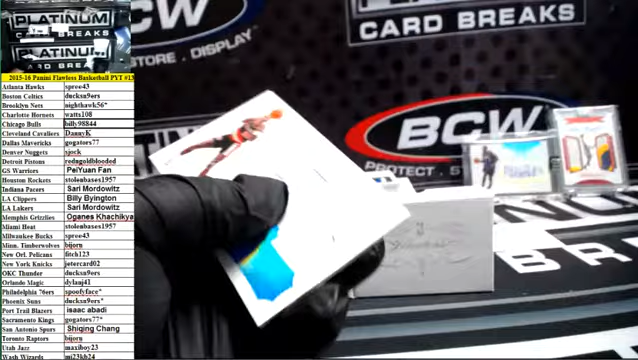 PLATINUM
CARD BREAKS
PLATINUM
CARD BREAKS
BCW
STORE . DISPLAY
CARD BREAKS
BCW
PROTECT . STORE
2015-16 Panini Flawless Basketball PYT #13
Atlanta Hawks spree43
Boston Celtics ducksn9ers
Brooklyn Nets nighthawk56*
Charlotte Hornets watts108
Chicago Bulls billy98844
Cleveland Cavaliers DannyK
Dallas Mavericks gogators77
Denver Nuggets sjock
Detroit Pistons redngoldblooded
GS Warriors PeiYuan Fan
Houston Rockets stolenbases1957
Indiana Pacers Sari Mordowitz
LA Clippers Billy Byington
LA Lakers Sari Mordowitz
Memphis Grizzlies Oganes Khachikya
Miami Heat stolenbases1957
Milwaukee Bucks spree43
Minn. Timberwolves bijoru
New Orl. Pelicans fitch123
New York Knicks jetercard02
OKC Thunder ducksn9ers
Orlando Magic dylanj41
Philadelphia 76ers spoofyface*
Phoenix Suns ducksn9ers*
Port Trail Blazers isaac abadi
Sacramento Kings gogators77*
San Antonio Spurs Shiqing Chang
Toronto Raptors bijoru
Utah Jazz maxiboy23
Wash Wizards mi23kb24